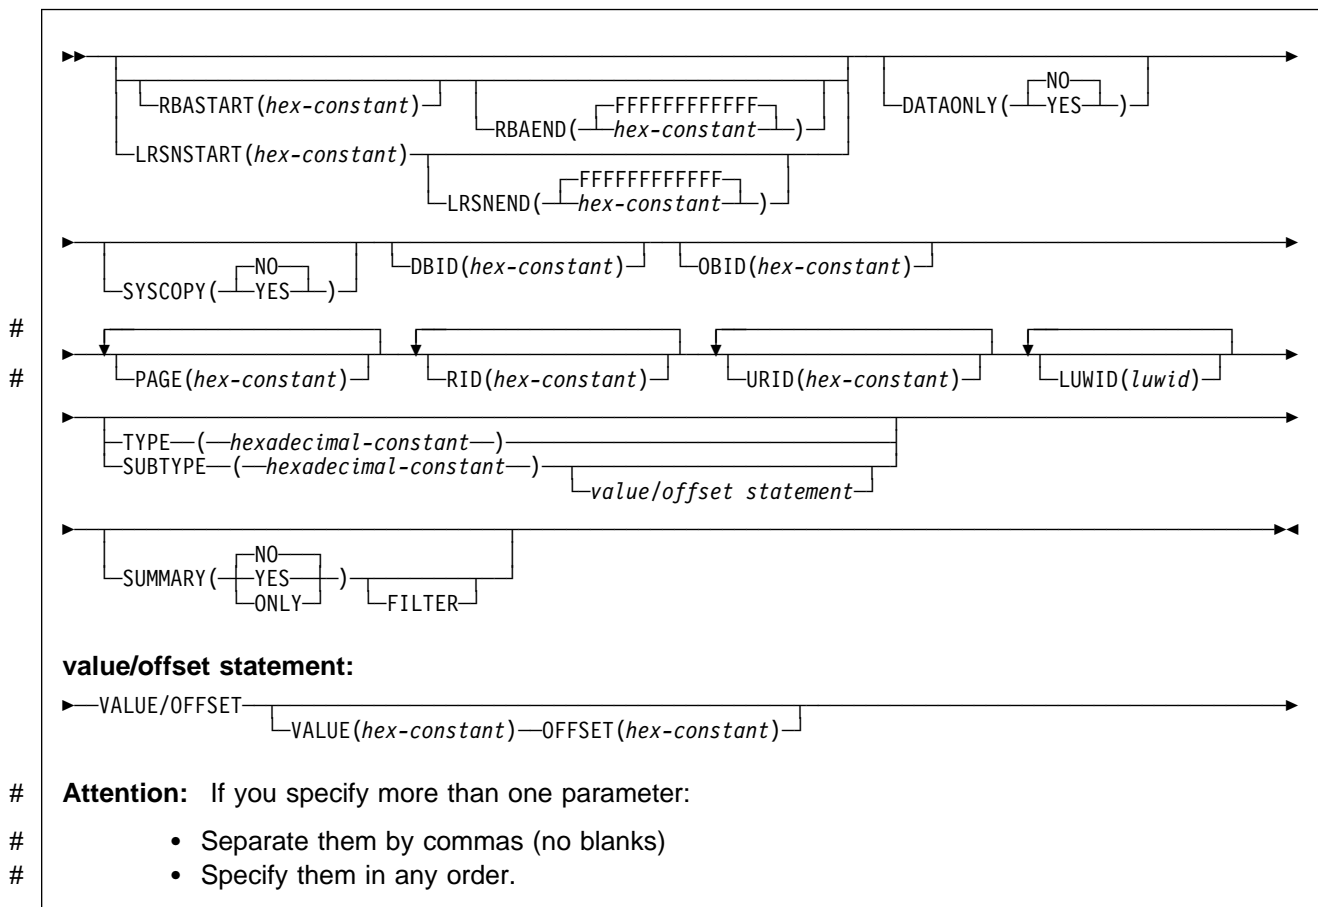 NO
RBASTART(hex-constant) FFFFFFFFFFFF DATAONLY( YES )
RBAEND( hex-constant )
LRSNSTART(hex-constant)
FFFFFFFFFFFF
LRSNEND( hex-constant )
NO DBID(hex-constant) OBID(hex-constant)
SYSCOPY( YES )
#
# PAGE(hex-constant) RID(hex-constant) URID(hex-constant) LUWID(luwid)
TYPE ( hexadecimal-constant )
SUBTYPE ( hexadecimal-constant )
value/offset statement
NO
SUMMARY( YES )
ONLY FILTER
value/offset statement:
VALUE/OFFSET
VALUE(hex-constant) OFFSET(hex-constant)
# Attention: If you specify more than one parameter:
# • Separate them by commas (no blanks)
# • Specify them in any order.